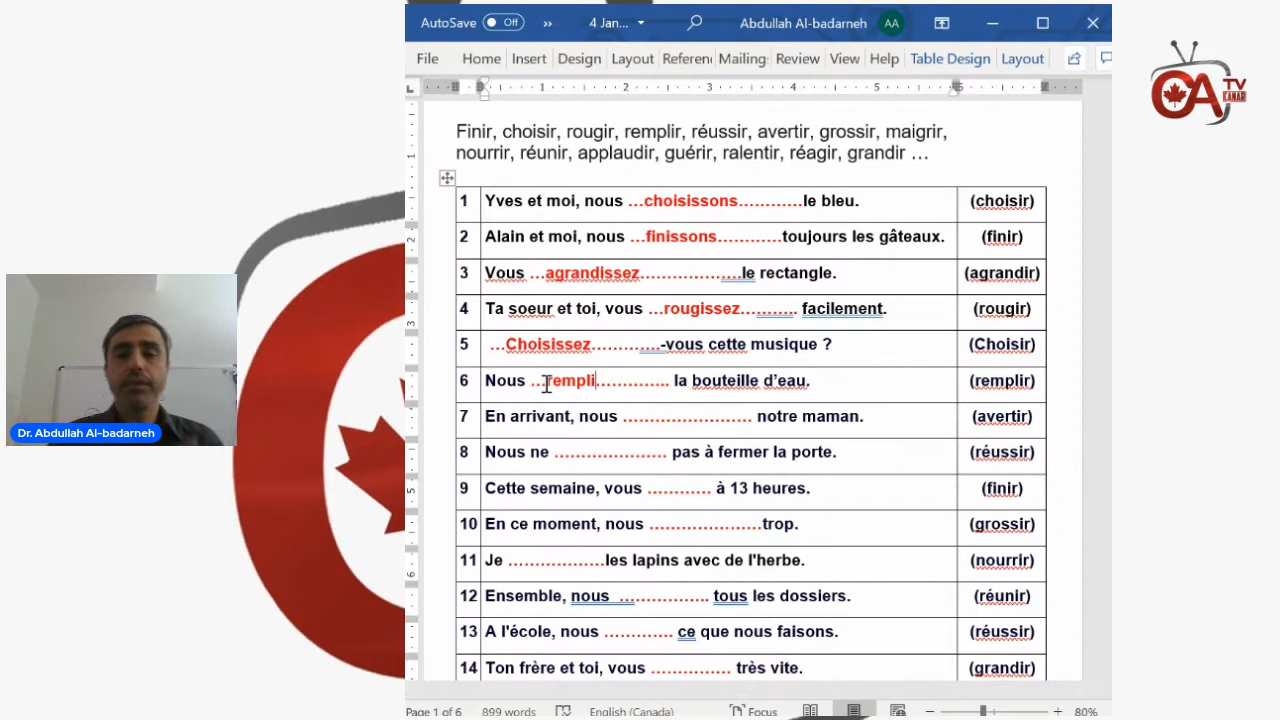 AutoSave Off » 4 Jan... Abdullah Al-badarneh AA
File Home Insert Design Layout Referenc Mailing: Review View Help Table Design Layout
CA TV
CANAR
Finir, choisir, rougir, remplir, réussir, avertir, grossir, maigrir,
nourrir, réunir, applaudir, guérir, ralentir, réagir, grandir …
1 Yves et moi, nous …choisissons…………le bleu. (choisir)
2 Alain et moi, nous …finissons…………toujours les gâteaux. (finir)
3 Vous …agrandissez………………..le rectangle. (agrandir)
4 Ta soeur et toi, vous …rougissez……….. facilement. (rougir)
5 …Choisissez…………..-vous cette musique ? (Choisir)
6 Nous …rempli………….. la bouteille d’eau. (remplir)
7 En arrivant, nous ………………… notre maman. (avertir)
8 Nous ne ………………… pas à fermer la porte. (réussir)
9 Cette semaine, vous ………… à 13 heures. (finir)
10 En ce moment, nous …………………trop. (grossir)
11 Je ………………les lapins avec de l'herbe. (nourrir)
12 Ensemble, nous …………….. tous les dossiers. (réunir)
13 A l'école, nous …………. ce que nous faisons. (réussir)
14 Ton frère et toi, vous …………… très vite. (grandir)
Dr. Abdullah Al-badarneh
Page 1 of 6 899 words English (Canada) Focus 80%